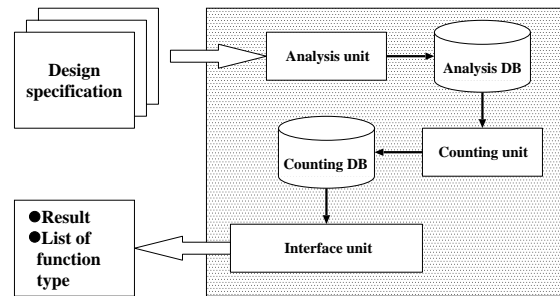 Design
specification
Analysis unit
Analysis DB
Counting DB
Counting unit
●Result
●List of
function
type
Interface unit